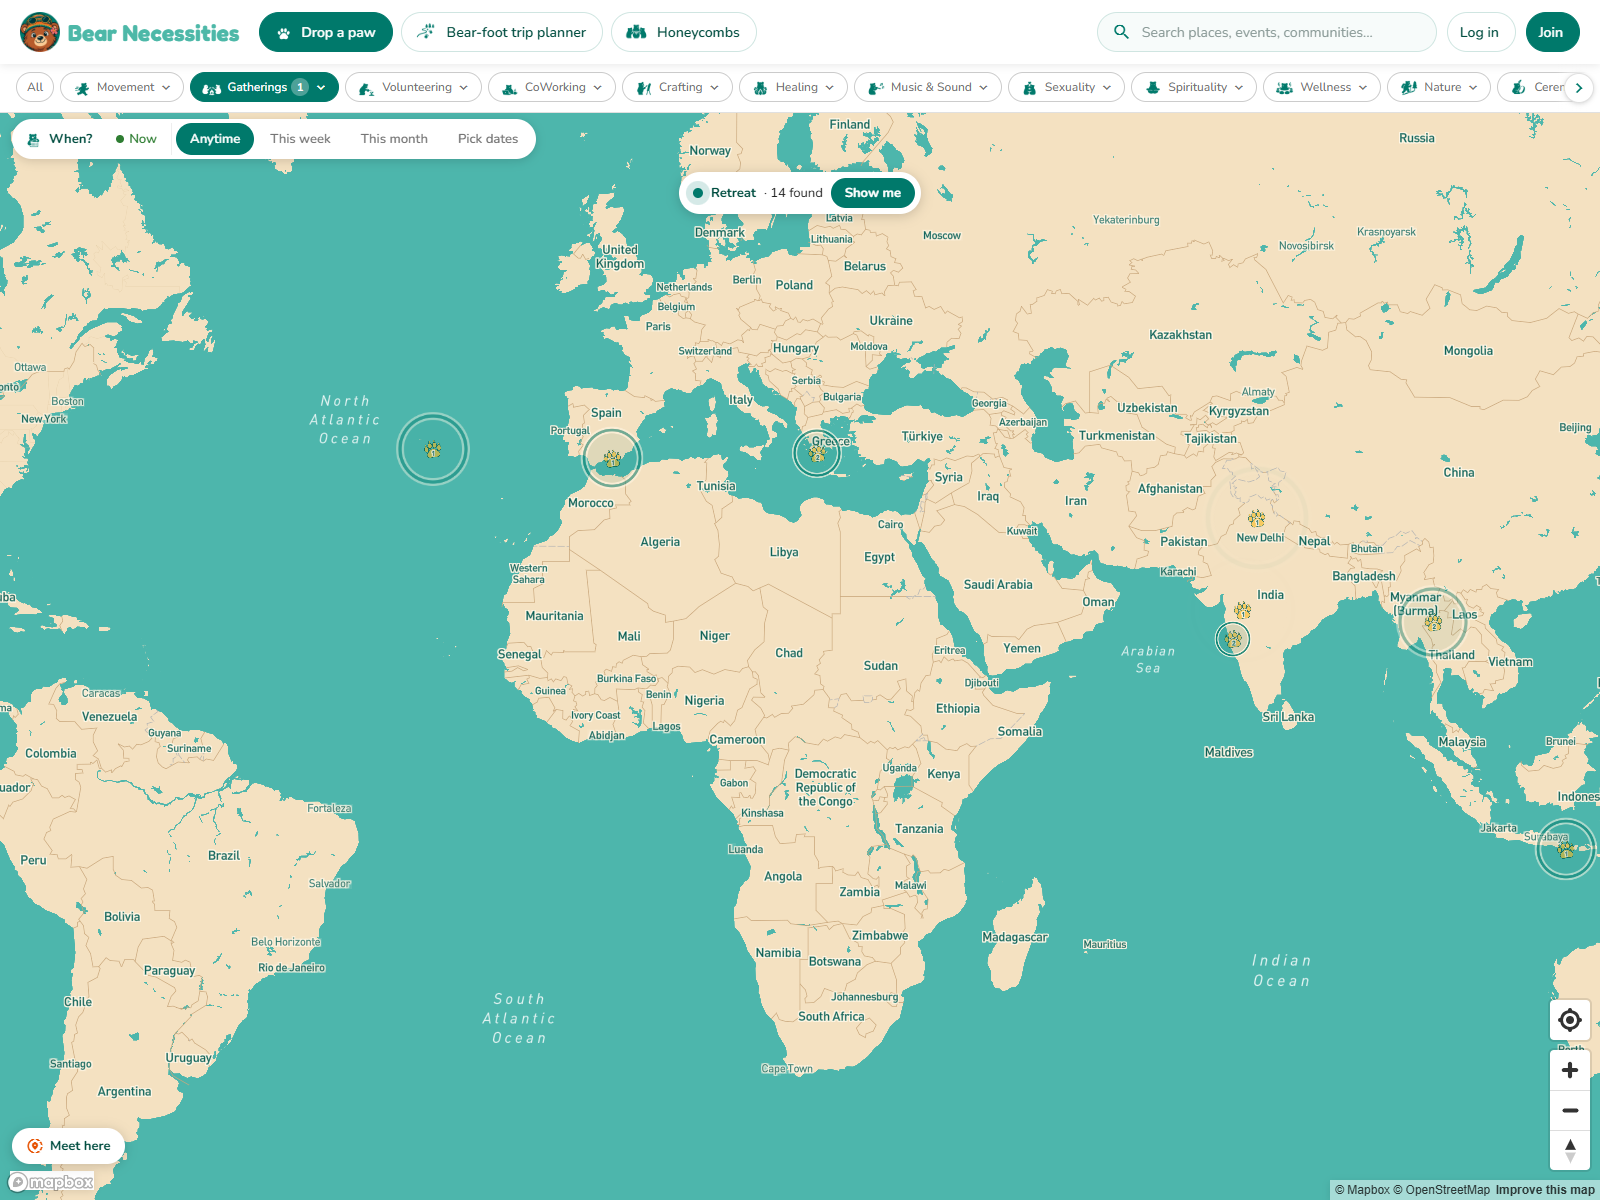 Bear Necessities
Drop a paw
Bear-foot trip planner
Honeycombs
Search places, events, communities...
Log in
Join
All
Movement
Gatherings 1
Volunteering
CoWorking
Crafting
Healing
Music & Sound
Sexuality
Spirituality
Wellness
Nature
When?
Now
Anytime
This week
This month
Pick dates
Retreat · 14 found
Show me
Finland
Norway
Russia
Latvia
Lithuania
Denmark
Moscow
Yekaterinburg
Novosibirsk
Krasnoyarsk
United
Kingdom
Belarus
Netherlands
Berlin
Poland
Belgium
Paris
Ukraine
Kazakhstan
Switzerland
Hungary
Moldova
Mongolia
Ottawa
Serbia
Bulgaria
Italy
Georgia
Almaty
Boston
New York
North
Atlantic
Ocean
Spain
Portugal
Greece
Türkiye
Azerbaijan
Uzbekistan
Kyrgyzstan
Turkmenistan
Tajikistan
Beijing
China
Tunisia
Morocco
Syria
Iraq
Iran
Afghanistan
Cairo
Kuwait
Algeria
Libya
Egypt
Pakistan
New Delhi
Nepal
Bhutan
Karachi
Western
Sahara
Saudi Arabia
Oman
India
Bangladesh
Myanmar
(Burma)
Laos
Mauritania
Mali
Niger
Chad
Sudan
Eritrea
Yemen
Arabian
Sea
Thailand
Vietnam
Senegal
Burkina Faso
Guinea
Benin
Nigeria
Djibouti
Ethiopia
Somalia
Sri Lanka
Ivory Coast
Abidjan
Lagos
Cameroon
Maldives
Malaysia
Brunei
Caracas
Venezuela
Guyana
Suriname
Colombia
Gabon
Democratic
Republic of
the Congo
Uganda
Kenya
Kinshasa
Tanzania
Jakarta
Surabaya
Fortaleza
Luanda
Peru
Brazil
Salvador
Angola
Zambia
Malawi
Bolivia
Belo Horizonte
Rio de Janeiro
Zimbabwe
Madagascar
Mauritius
Namibia
Botswana
Indian
Ocean
Paraguay
Chile
Johannesburg
South Africa
South
Atlantic
Ocean
Santiago
Uruguay
Argentina
Cape Town
Meet here
mapbox
© Mapbox © OpenStreetMap Improve this map